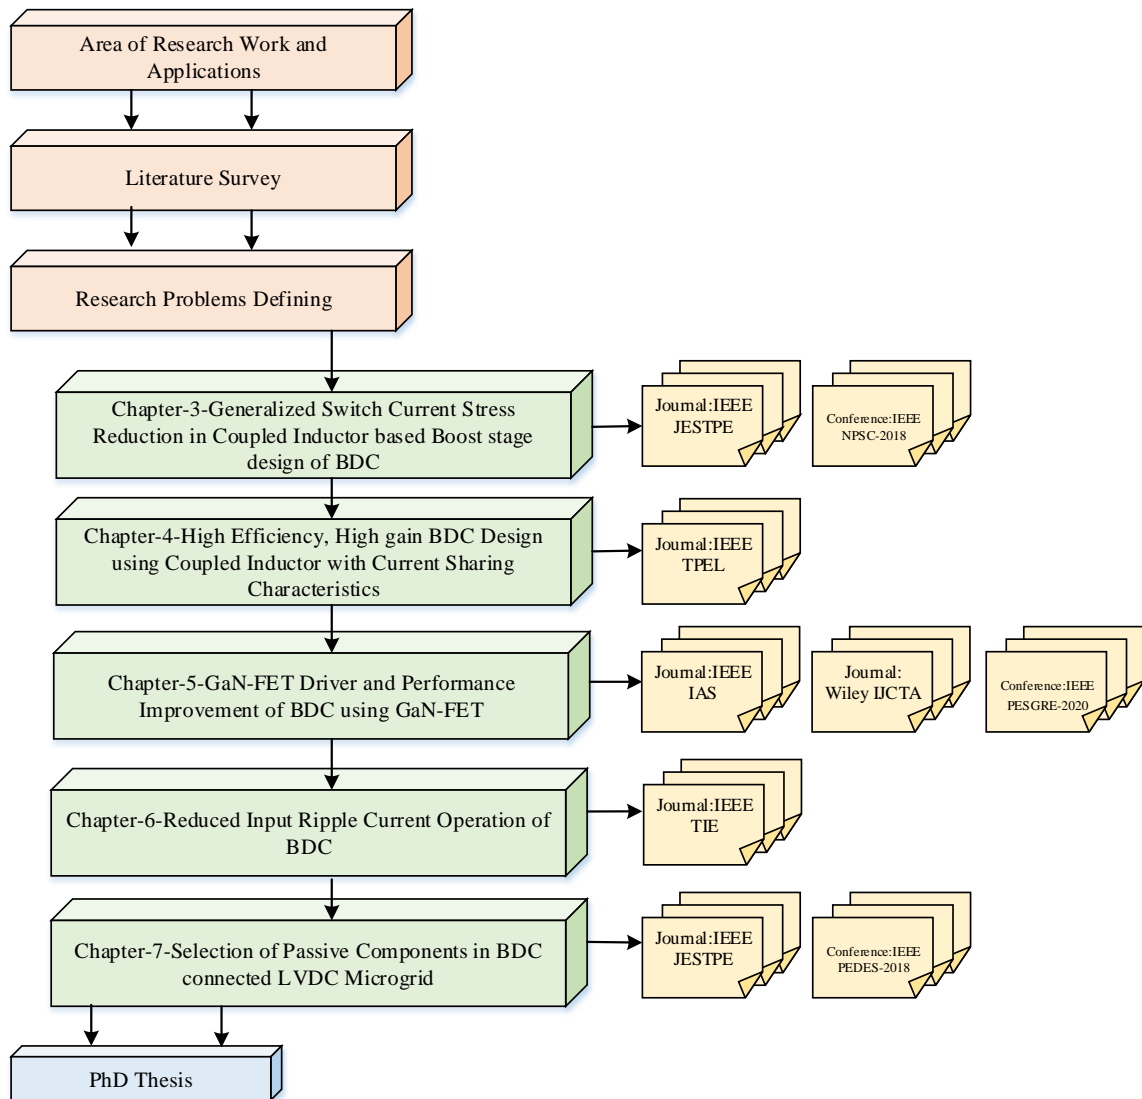 Area of Research Work and
Applications
Literature Survey
Research Problems Defining
Chapter-3-Generalized Switch Current Stress
Reduction in Coupled Inductor based Boost stage
design of BDC
Journal:IEEE
JESTPE
Conference:IEEE
NPSC-2018
Chapter-4-High Efficiency, High gain BDC Design
using Coupled Inductor with Current Sharing
Characteristics
Journal:IEEE
TPEL
Chapter-5-GaN-FET Driver and Performance
Improvement of BDC using GaN-FET
Journal:IEEE
IAS
Journal:
Wiley IJCTA
Conference:IEEE
PESGRE-2020
Chapter-6-Reduced Input Ripple Current Operation of
BDC
Journal:IEEE
TIE
Chapter-7-Selection of Passive Components in BDC
connected LVDC Microgrid
Journal:IEEE
JESTPE
Conference:IEEE
PEDES-2018
PhD Thesis